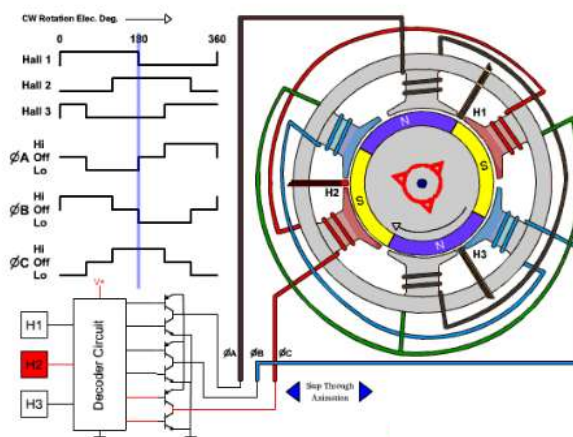 CW Rotation Elec. Deg.
0 180 360
Hall 1
Hall 2
Hall 3
Hi
ØA Off
Lo
Hi
ØB Off
Lo
Hi
ØC Off
Lo
V+
H1
H2
H3
Decoder Circuit
ØA ØB ØC
Step Through
Animation
N
S
S
N
H1
H2
H3